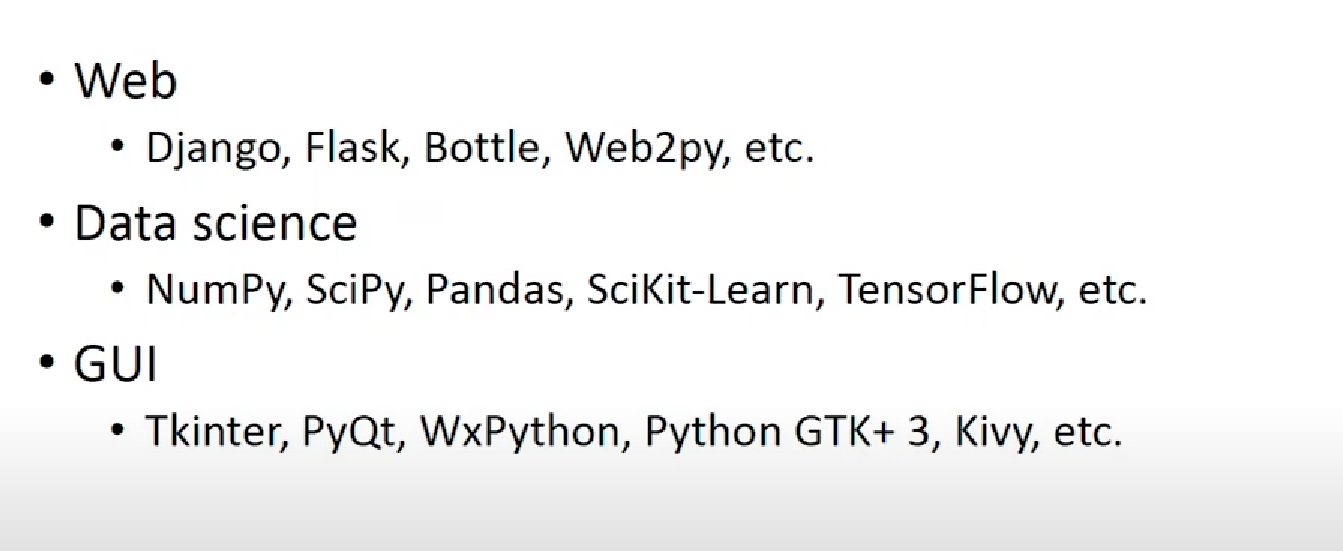 • Web
• Django, Flask, Bottle, Web2py, etc.
• Data science
• NumPy, SciPy, Pandas, SciKit-Learn, TensorFlow, etc.
• GUI
• Tkinter, PyQt, WxPython, Python GTK+ 3, Kivy, etc.